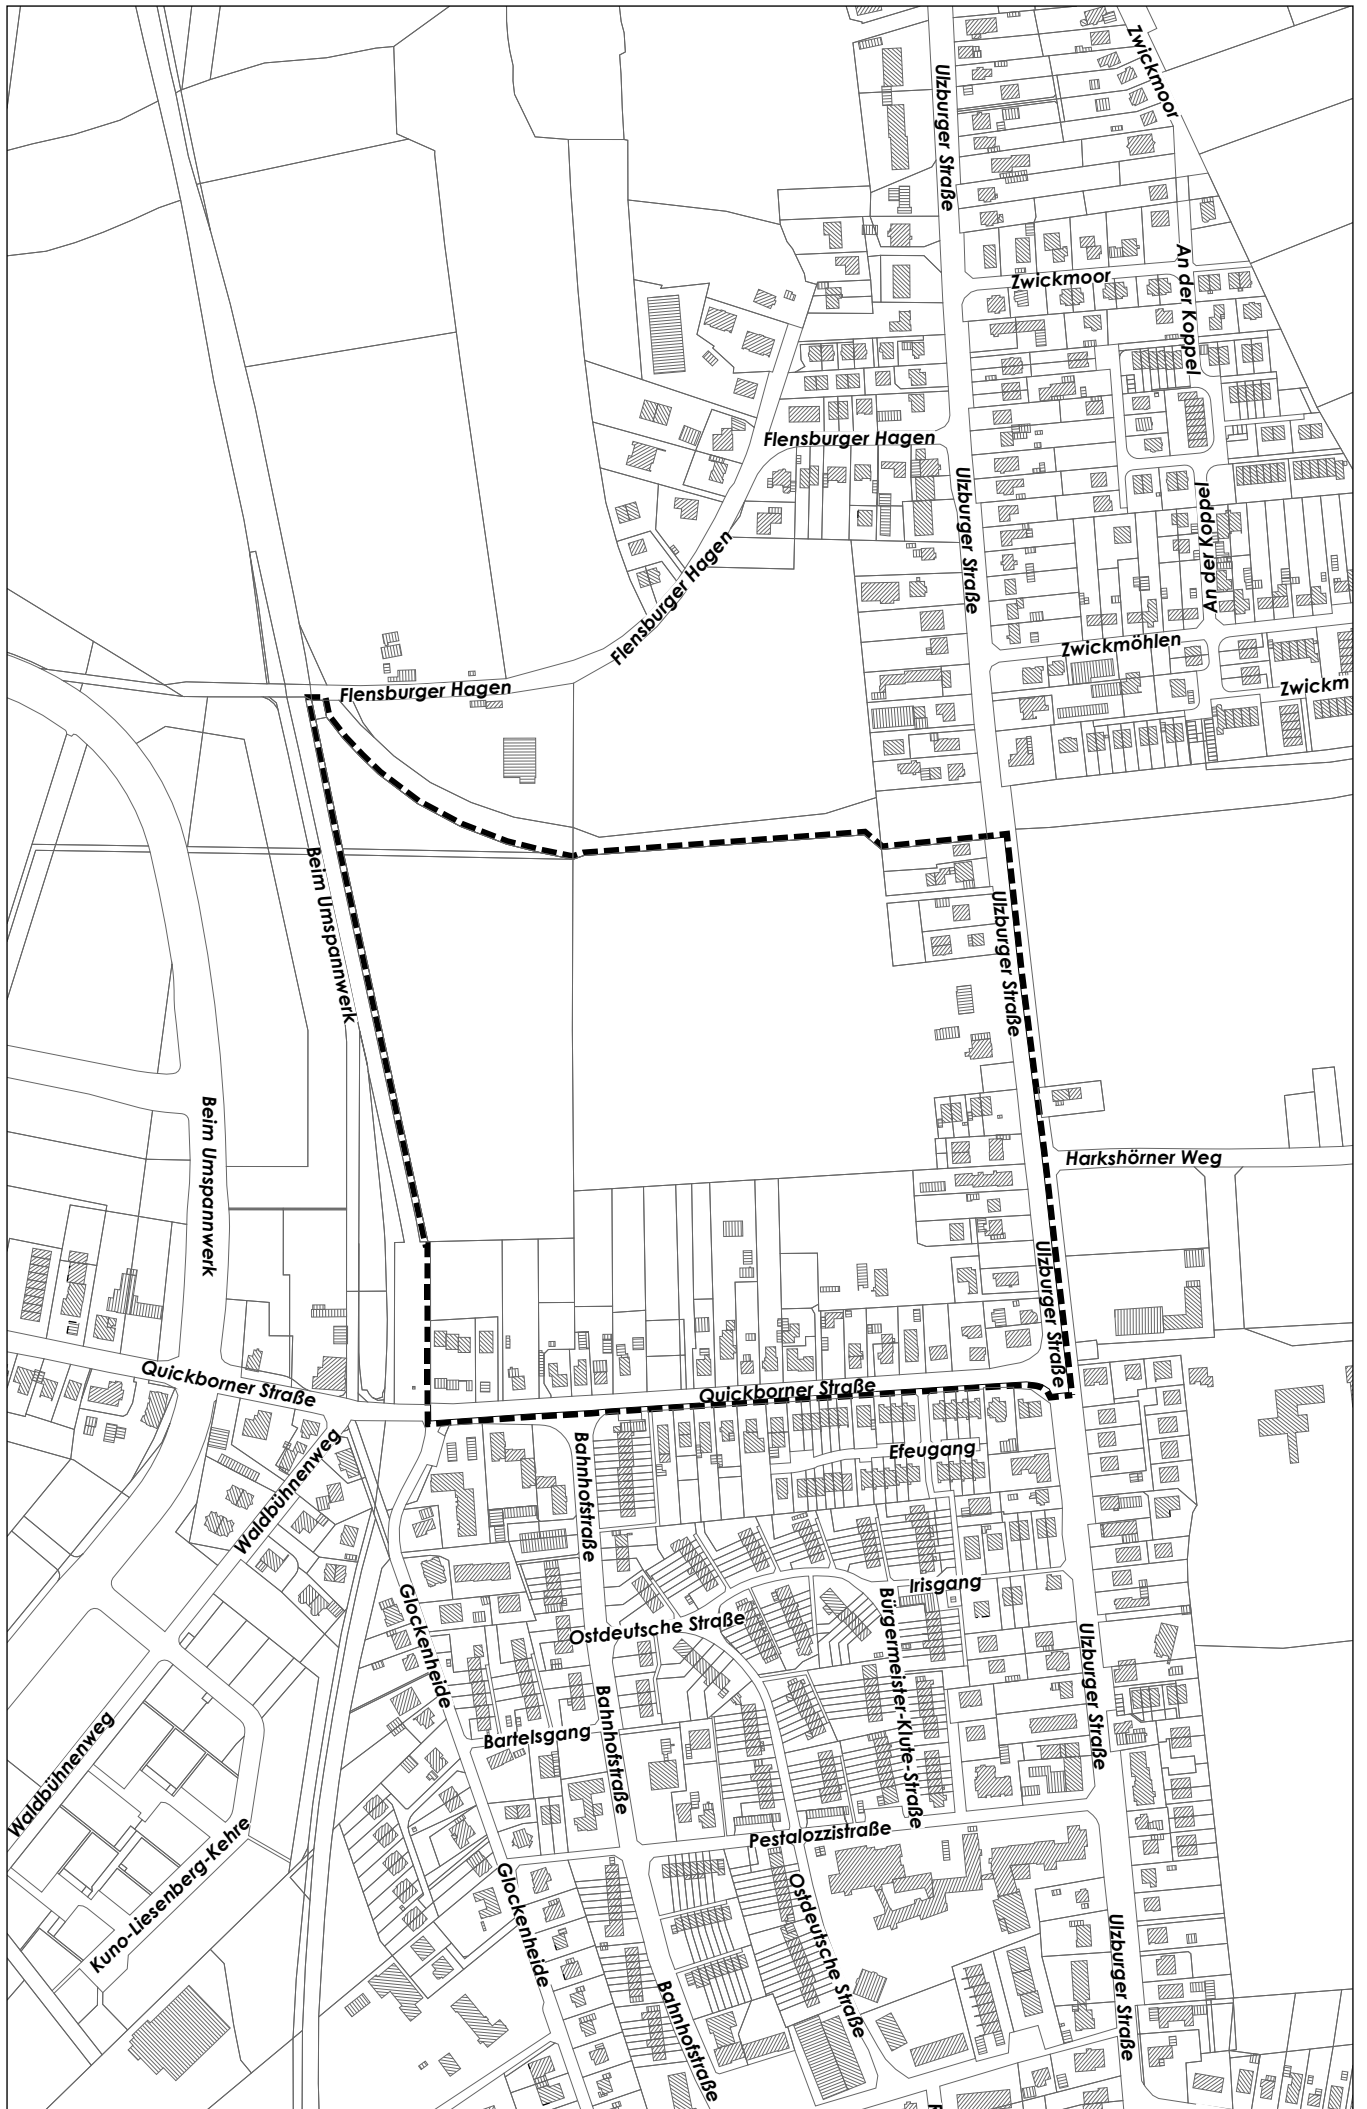 Zwickmoor
Ulzburger Straße
An der Koppel
Zwickmoor
Flensburger Hagen
Ulzburger Straße
An der Koppel
Flensburger Hagen
Zwickmöhlen
Zwickm
Flensburger Hagen
Beim Umspannwerk
Ulzburger Straße
Beim Umspannwerk
Harkshörner Weg
Ulzburger Straße
Quickborner Straße
Quickborner Straße
Waldbühnenweg
Bahnhofstraße
Efeugang
Glockenheide
Irisgang
Bürgermeister-Klute-Straße
Ostdeutsche Straße
Ulzburger Straße
Bahnhofstraße
Bartelsgang
Waldbühnenweg
Kuno-Liesenberg-Kehre
Pestalozzistraße
Glockenheide
Ostdeutsche Straße
Ulzburger Straße
Bahnhofstraße